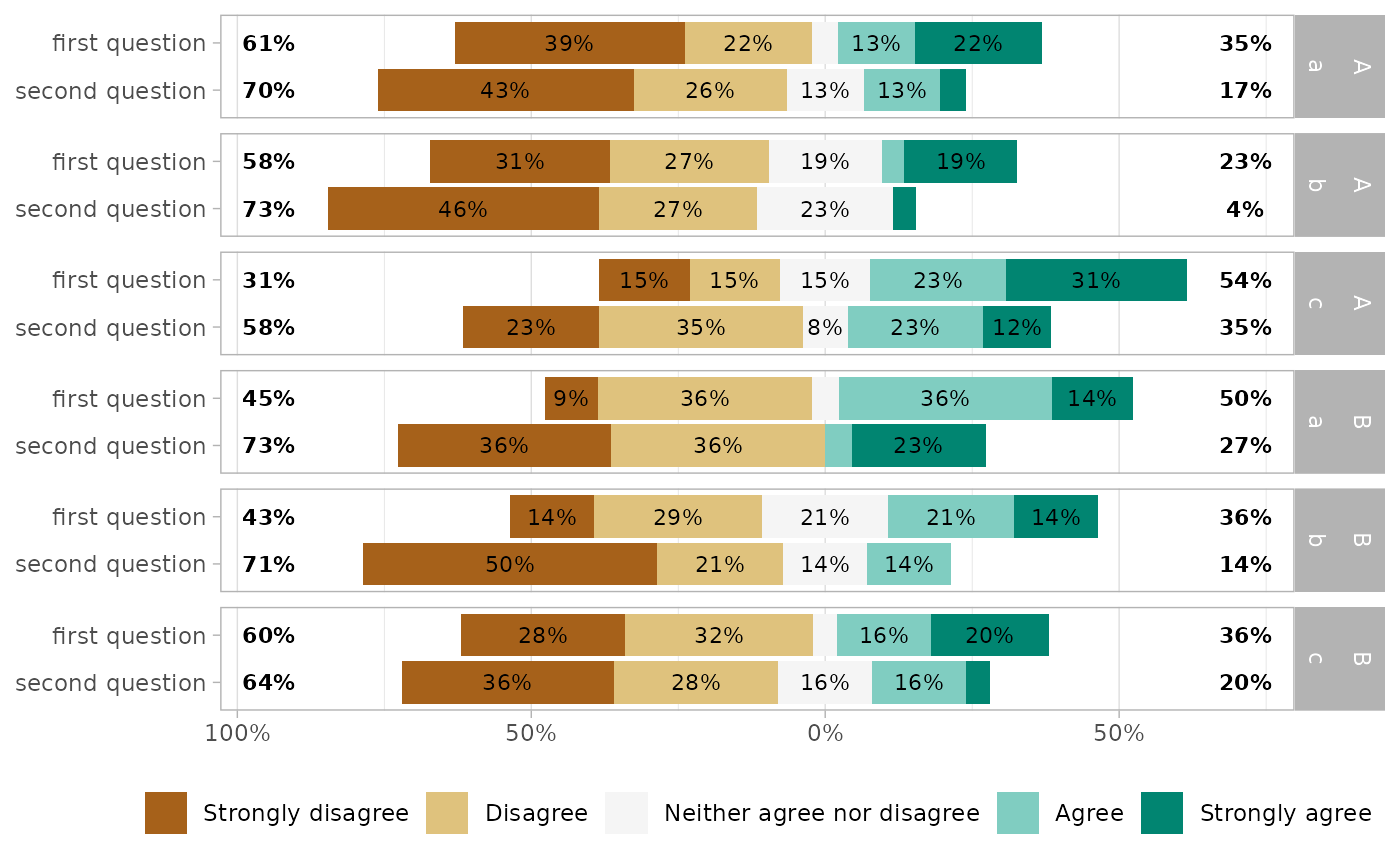 first question 61% 39% 22% 13% 22% 35%
second question 70% 43% 26% 13% 13% 17%
A
a
first question 58% 31% 27% 19% 19% 23%
second question 73% 46% 27% 23% 4%
A
b
first question 31% 15% 15% 15% 23% 31% 54%
second question 58% 23% 35% 8% 23% 12% 35%
A
c
first question 45% 9% 36% 36% 14% 50%
second question 73% 36% 36% 23% 27%
B
a
first question 43% 14% 29% 21% 21% 14% 36%
second question 71% 50% 21% 14% 14% 14%
B
b
first question 60% 28% 32% 16% 20% 36%
second question 64% 36% 28% 16% 16% 20%
B
c
100% 50% 0% 50%
Strongly disagree Disagree Neither agree nor disagree Agree Strongly agree